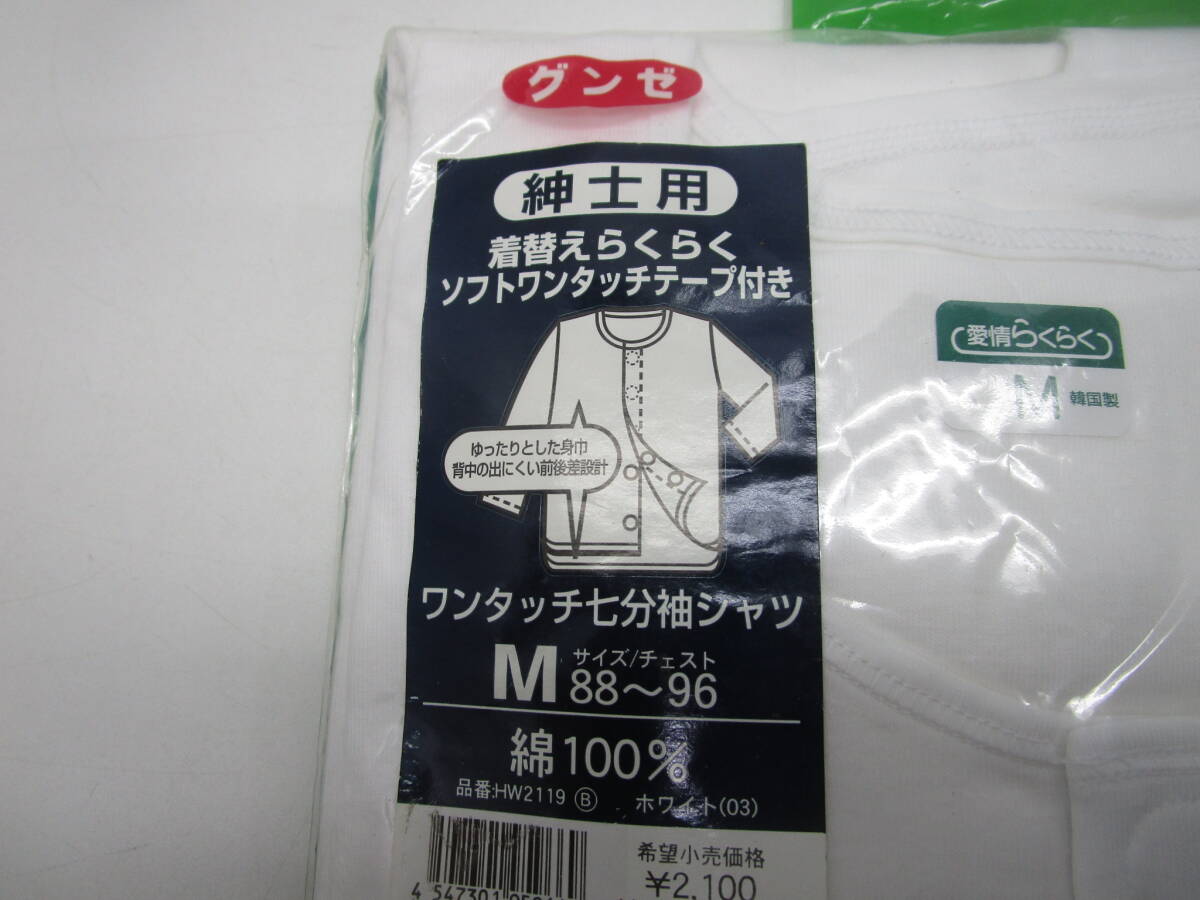 グンゼ
紳士用
着替えらくらく
ソフトワンタッチテープ付き
ゆったりとした身巾
背中の出にくい前後差設計
ワンタッチ七分袖シャツ
M サイズ/チェスト
88〜96
綿100%
品番:HW2119 Ⓑ ホワイト(03)
希望小売価格
¥2,100
4 547301
愛情らくらく
M 韓国製